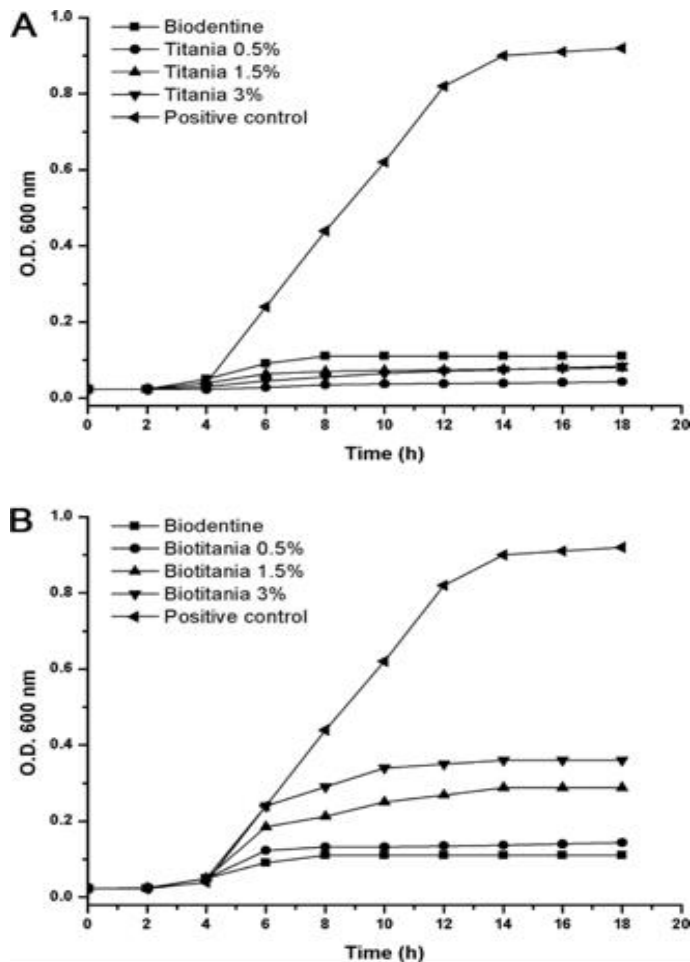 A
Biodentine
Titania 0.5%
Titania 1.5%
Titania 3%
Positive control
O.D. 600 nm
1.0
0.8
0.6
0.4
0.2
0.0
0 2 4 6 8 10 12 14 16 18 20
Time (h)
B
Biodentine
Biotitania 0.5%
Biotitania 1.5%
Biotitania 3%
Positive control
O.D. 600 nm
1.0
0.8
0.6
0.4
0.2
0.0
0 2 4 6 8 10 12 14 16 18 20
Time (h)